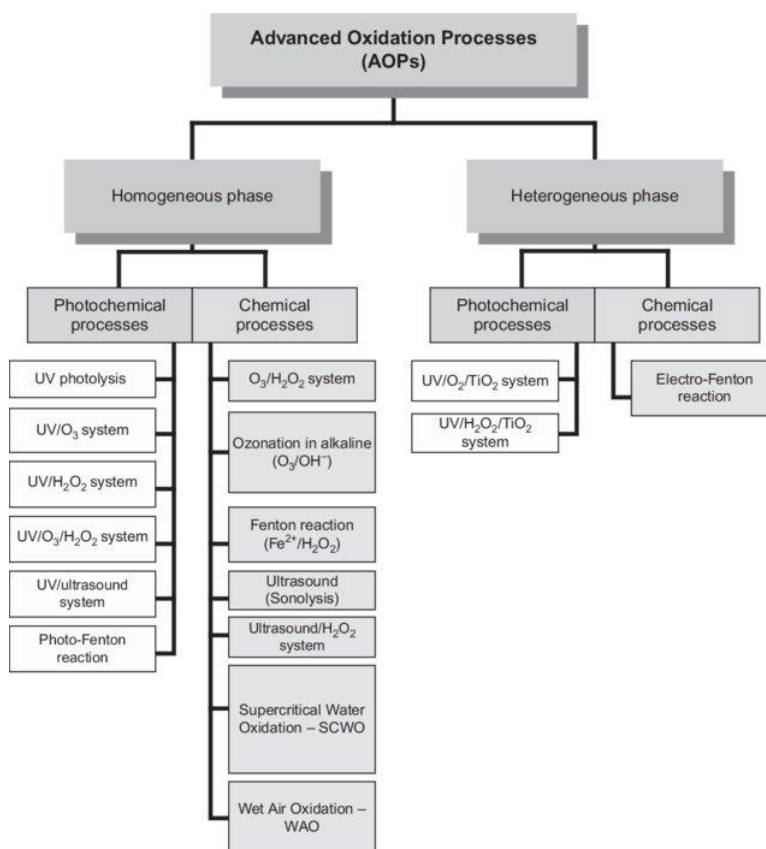 Advanced Oxidation Processes
(AOPs)
Homogeneous phase
Heterogeneous phase
Photochemical
processes
Chemical
processes
Photochemical
processes
Chemical
processes
UV photolysis
UV/O₃ system
UV/H₂O₂ system
UV/O₃/H₂O₂ system
UV/ultrasound
system
Photo-Fenton
reaction
O₃/H₂O₂ system
Ozonation in alkaline
(O₃/OH⁻)
Fenton reaction
(Fe²⁺/H₂O₂)
Ultrasound
(Sonolysis)
Ultrasound/H₂O₂
system
Supercritical Water
Oxidation – SCWO
Wet Air Oxidation –
WAO
UV/O₂/TiO₂ system
UV/H₂O₂/TiO₂
system
Electro-Fenton
reaction